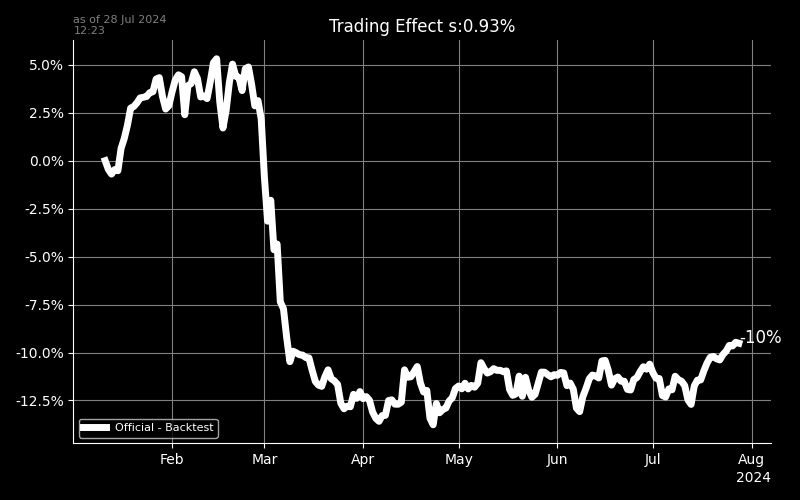 as of 28 Jul 2024
12:23
Trading Effect s:0.93%
5.0%
2.5%
0.0%
-2.5%
-5.0%
-7.5%
-10.0%
-12.5%
-10%
Official - Backtest
Feb
Mar
Apr
May
Jun
Jul
Aug
2024